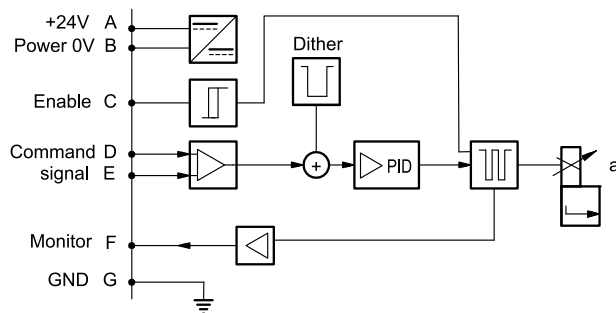 +24V A
Power 0V B
Dither
Enable C
Command D
signal E
+
PID
a
Monitor F
GND G